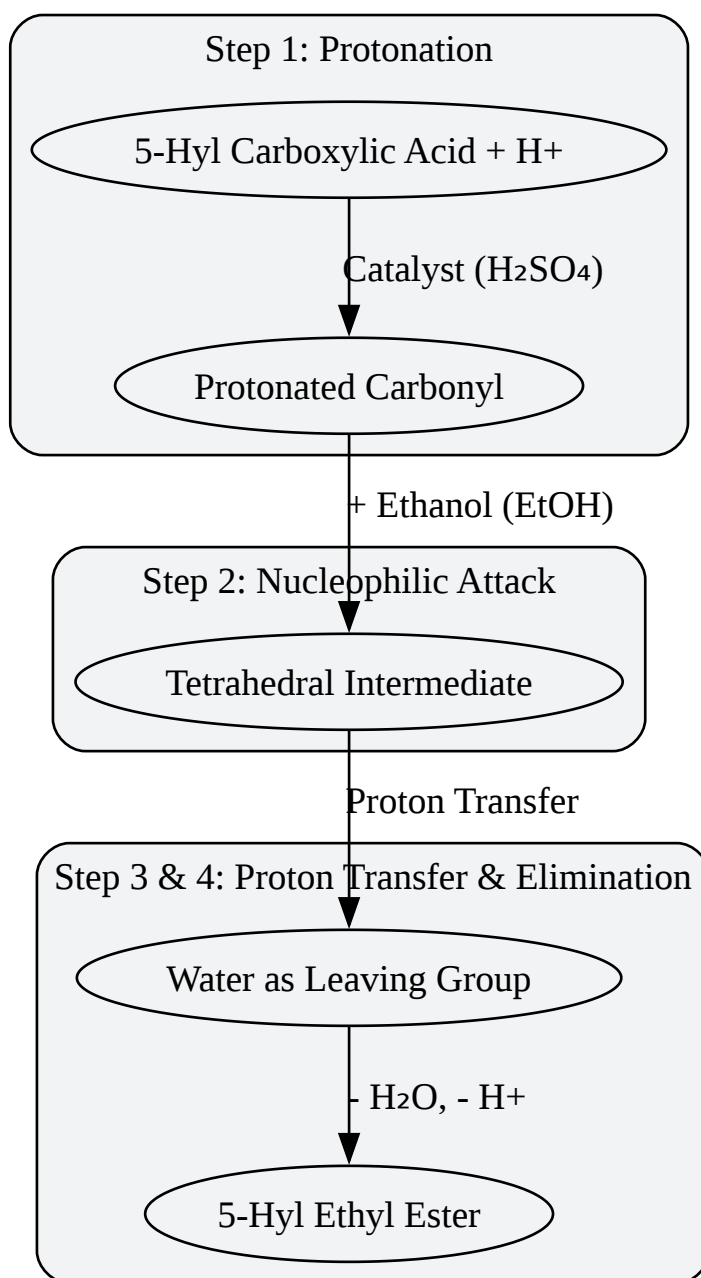 Step 1: Protonation
5-Hyl Carboxylic Acid + H+
Catalyst (H₂SO₄)
Protonated Carbonyl
+ Ethanol (EtOH)
Step 2: Nucleophilic Attack
Tetrahedral Intermediate
Proton Transfer
Step 3 & 4: Proton Transfer & Elimination
Water as Leaving Group
- H₂O, - H+
5-Hyl Ethyl Ester